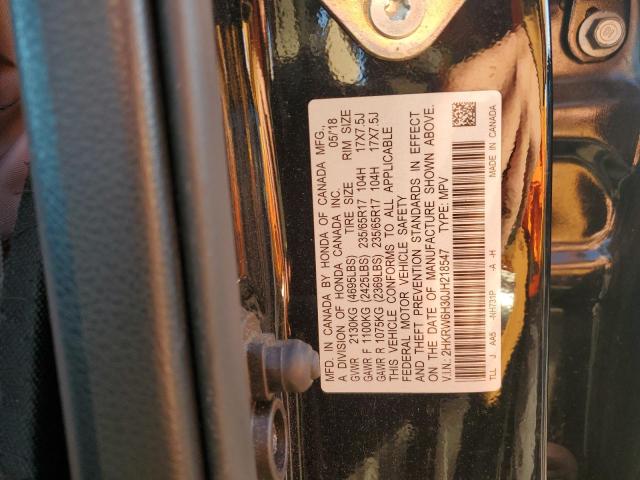 MFD. IN CANADA BY HONDA OF CANADA MFG.,
A DIVISION OF HONDA CANADA INC. 05/18
TIRE SIZE RIM SIZE
GVWR 2130KG (4695LBS)
GAWR F 1100KG (2425LBS) 235/65R17 104H 17X7.5J
GAWR R 1075KG (2369LBS) 235/65R17 104H 17X7.5J
THIS VEHICLE CONFORMS TO ALL APPLICABLE
FEDERAL MOTOR VEHICLE SAFETY
AND THEFT PREVENTION STANDARDS IN EFFECT
ON THE DATE OF MANUFACTURE SHOWN ABOVE.
V.I.N.: 2HKRW6H30JH218547 TYPE: MPV
TLL J AA5 -NH731P -A -H MADE IN CANADA